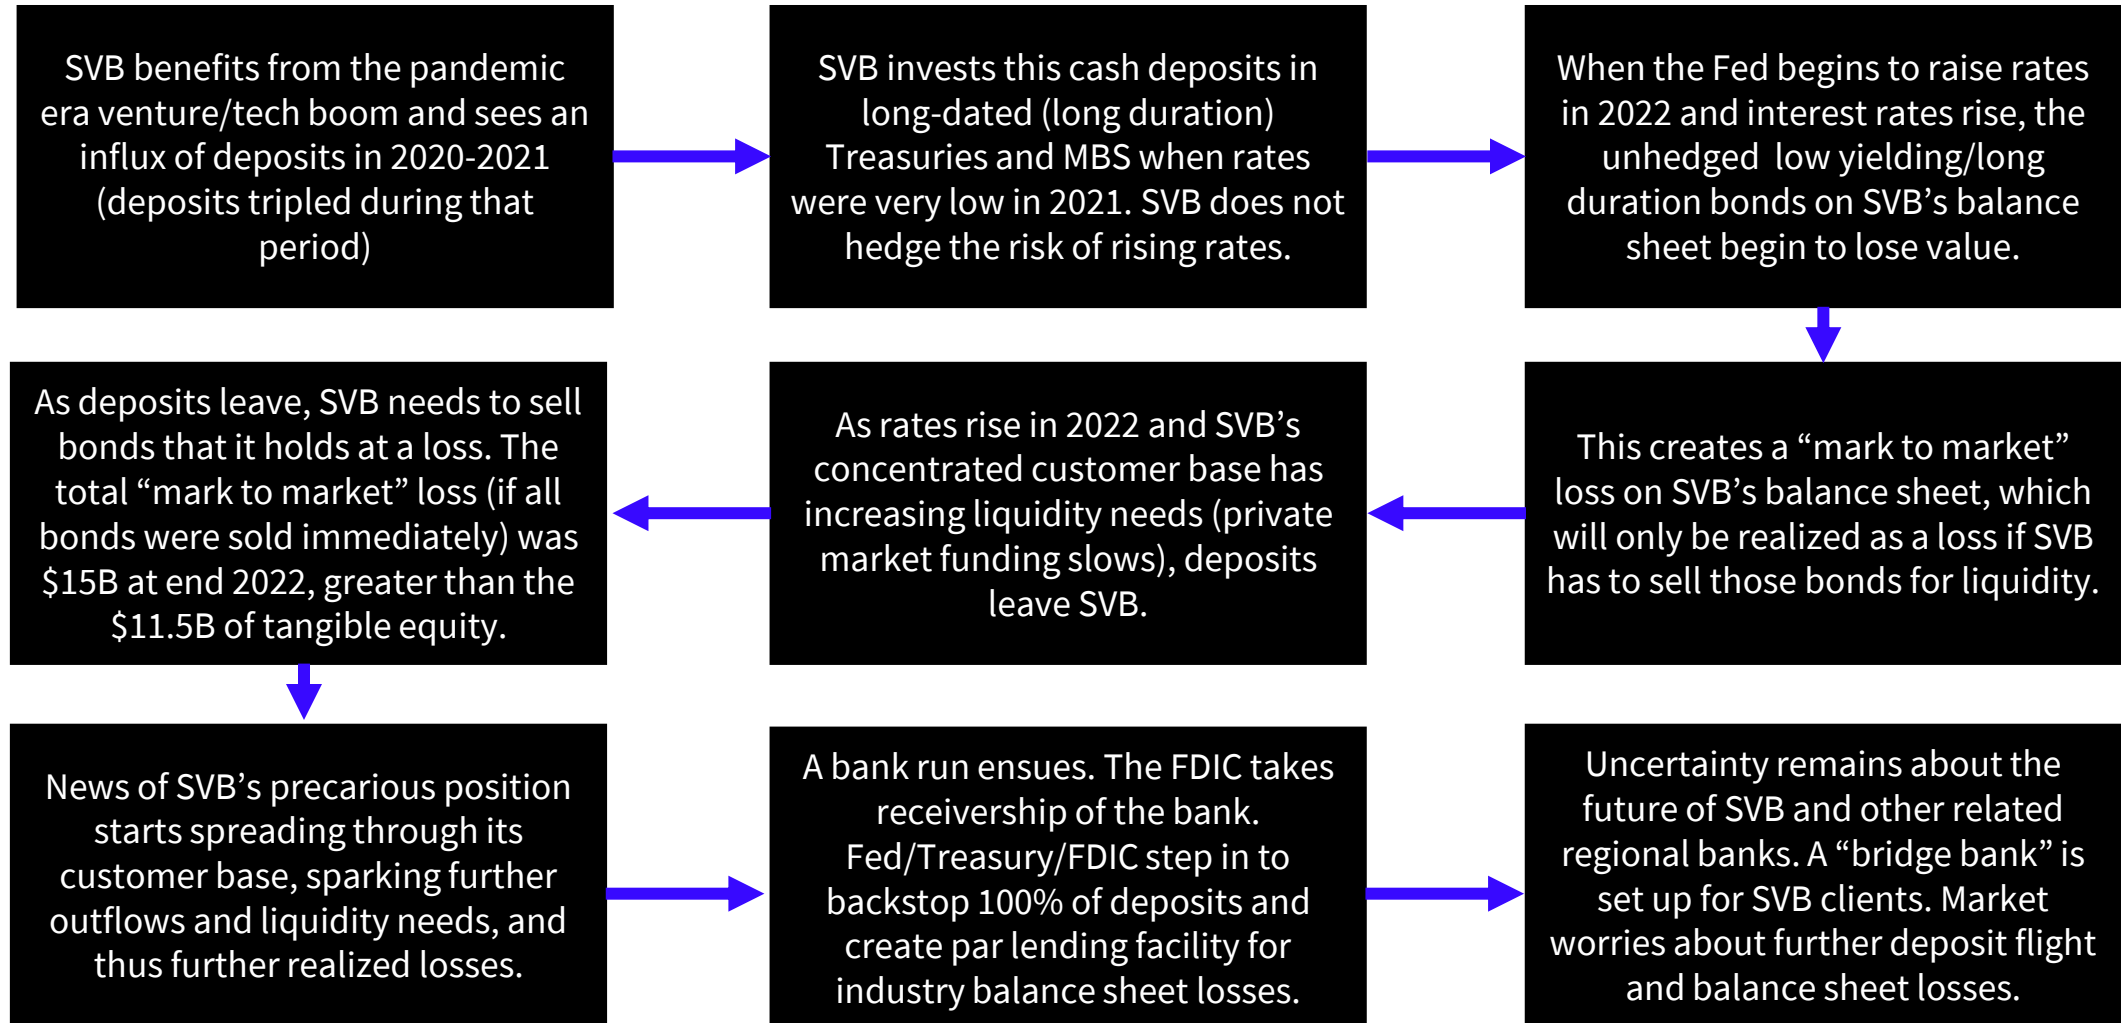 SVB benefits from the pandemic
era venture/tech boom and sees an
influx of deposits in 2020-2021
(deposits tripled during that
period)
SVB invests this cash deposits in
long-dated (long duration)
Treasuries and MBS when rates
were very low in 2021. SVB does not
hedge the risk of rising rates.
When the Fed begins to raise rates
in 2022 and interest rates rise, the
unhedged  low yielding/long
duration bonds on SVB’s balance
sheet begin to lose value.
This creates a “mark to market”
loss on SVB’s balance sheet, which
will only be realized as a loss if SVB
has to sell those bonds for liquidity.
As rates rise in 2022 and SVB’s
concentrated customer base has
increasing liquidity needs (private
market funding slows), deposits
leave SVB.
As deposits leave, SVB needs to sell
bonds that it holds at a loss. The
total “mark to market” loss (if all
bonds were sold immediately) was
$15B at end 2022, greater than the
$11.5B of tangible equity.
News of SVB’s precarious position
starts spreading through its
customer base, sparking further
outflows and liquidity needs, and
thus further realized losses.
A bank run ensues. The FDIC takes
receivership of the bank.
Fed/Treasury/FDIC step in to
backstop 100% of deposits and
create par lending facility for
industry balance sheet losses.
Uncertainty remains about the
future of SVB and other related
regional banks. A “bridge bank” is
set up for SVB clients. Market
worries about further deposit flight
and balance sheet losses.